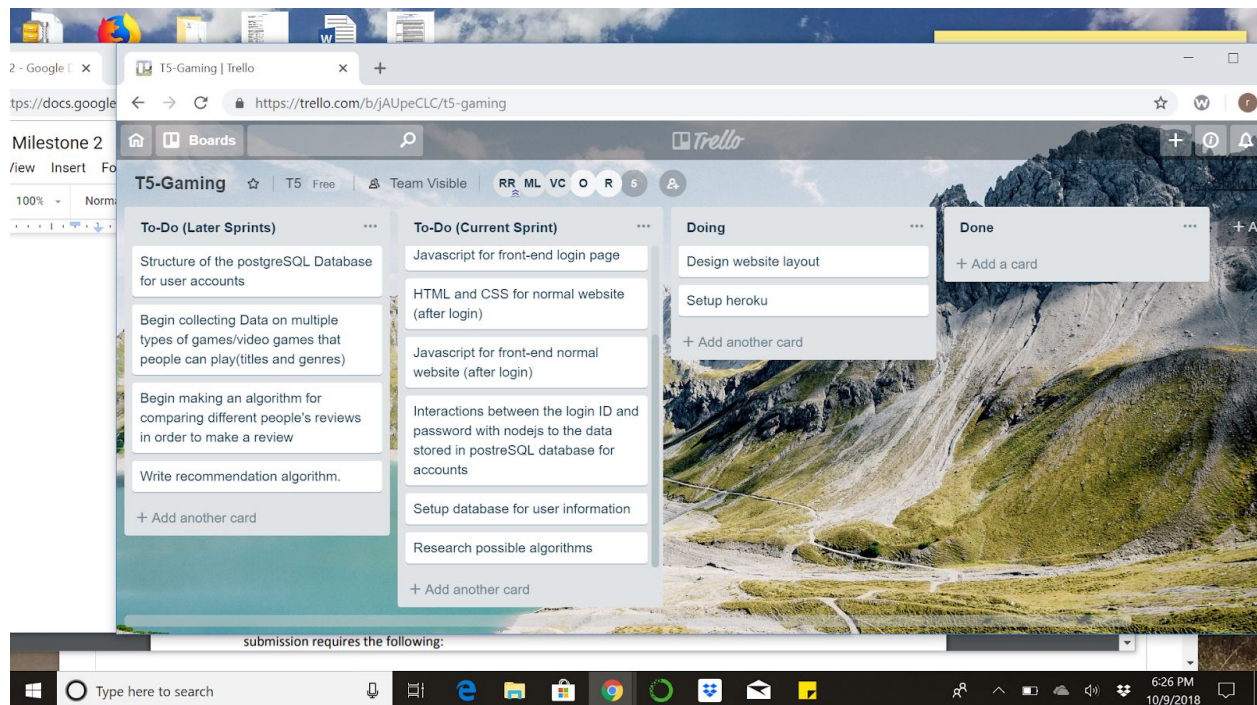 2 - Google
T5-Gaming | Trello
tps://docs.google
https://trello.com/b/jAUpeCLC/t5-gaming
Milestone 2
View Insert Fo
100% Norm
Boards
Trello
T5-Gaming
T5 Free
Team Visible
RR ML VC O R 5
To-Do (Later Sprints)
Structure of the postgreSQL Database
for user accounts
Begin collecting Data on multiple
types of games/video games that
people can play(titles and genres)
Begin making an algorithm for
comparing different people's reviews
in order to make a review
Write recommendation algorithm.
+ Add another card
To-Do (Current Sprint)
Javascript for front-end login page
HTML and CSS for normal website
(after login)
Javascript for front-end normal
website (after login)
Interactions between the login ID and
password with nodejs to the data
stored in postreSQL database for
accounts
Setup database for user information
Research possible algorithms
+ Add another card
Doing
Design website layout
Setup heroku
+ Add another card
Done
+ Add a card
+ A
submission requires the following:
Type here to search
6:26 PM
10/9/2018